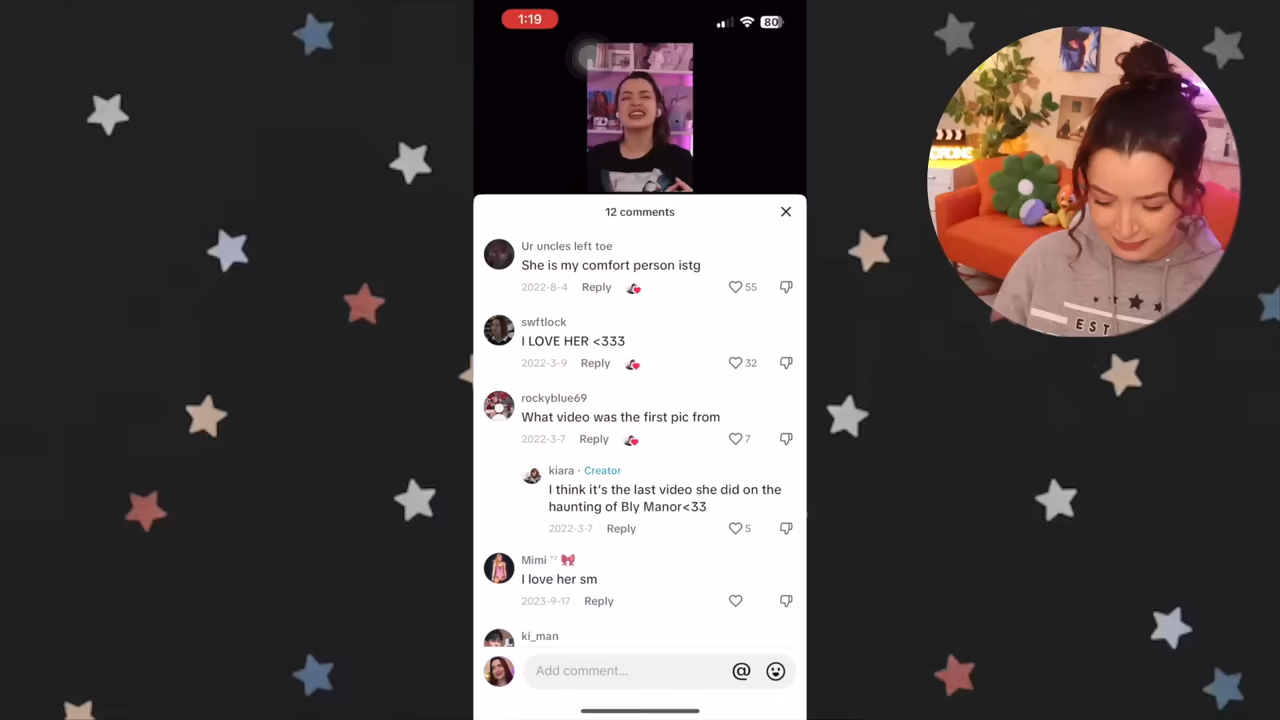 1:19
80
12 comments
Ur uncles left toe
She is my comfort person istg
2022-8-4 Reply
55
swftlock
I LOVE HER <333
2022-3-9 Reply
32
rockyblue69
What video was the first pic from
2022-3-7 Reply
7
kiara · Creator
I think it's the last video she did on the
haunting of Bly Manor<33
2022-3-7 Reply
5
Mimi
I love her sm
2023-9-17 Reply
ki_man
Add comment...
@
EST